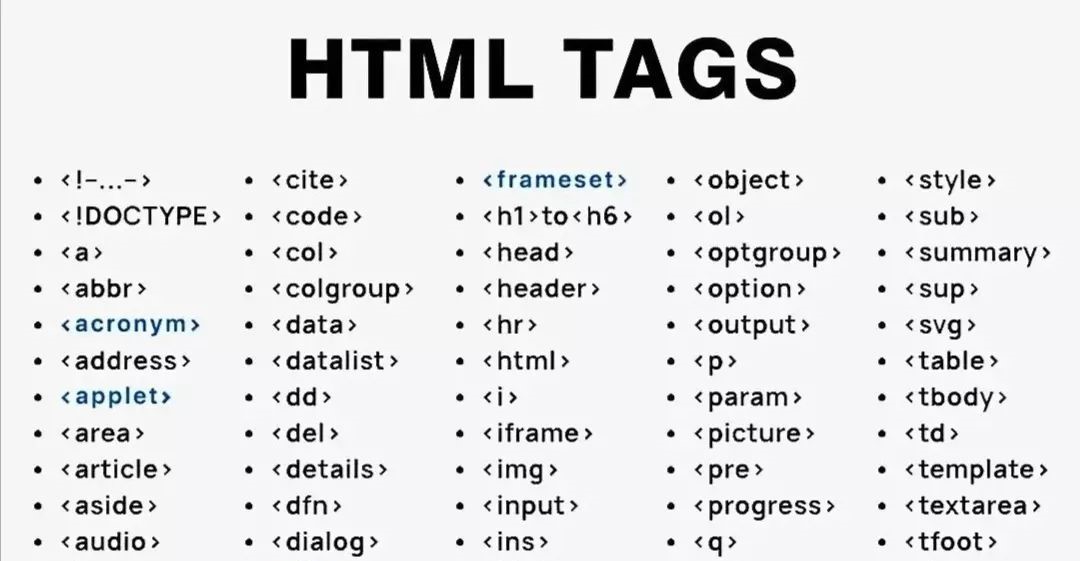 HTML TAGS
• <!-...->
• <!DOCTYPE>
• <a>
• <abbr>
• <acronym>
• <address>
• <applet>
• <area>
• <article>
• <aside>
• <audio>
• <cite>
• <code>
• <col>
• <colgroup>
• <data>
• <datalist>
• <dd>
• <del>
• <details>
• <dfn>
• <dialog>
• <frameset>
• <h1>to<h6>
• <head>
• <header>
• <hr>
• <html>
• <i>
• <iframe>
• <img>
• <input>
• <ins>
• <object>
• <ol>
• <optgroup>
• <option>
• <output>
• <p>
• <param>
• <picture>
• <pre>
• <progress>
• <q>
• <style>
• <sub>
• <summary>
• <sup>
• <svg>
• <table>
• <tbody>
• <td>
• <template>
• <textarea>
• <tfoot>